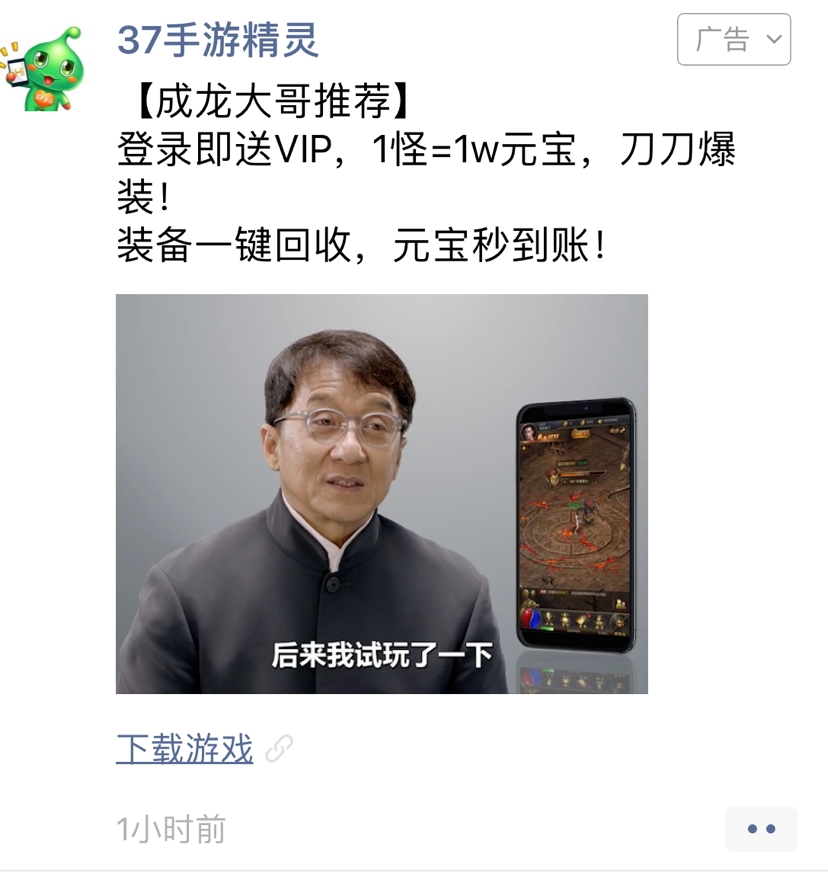 37手游精灵
广告
【成龙大哥推荐】
登录即送VIP，1怪=1w元宝，刀刀爆
装！
装备一键回收，元宝秒到账！
后来我试玩了一下
下载游戏
1小时前